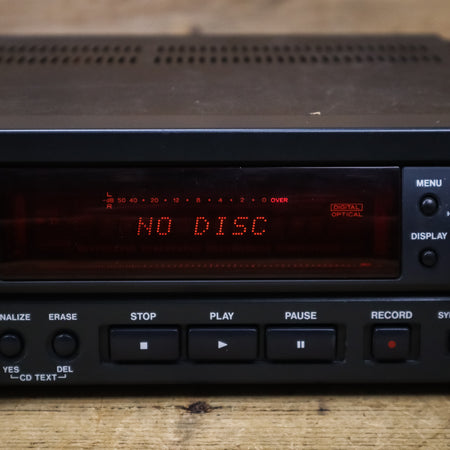 MENU
L
-dB 50 40 • 20 • 12 • 8 • 4 • 2 • 0 OVER
R
DIGITAL
OPTICAL
NO DISC
DISPLAY
ERASE
STOP
PLAY
PAUSE
RECORD
YES
CD TEXT
DEL